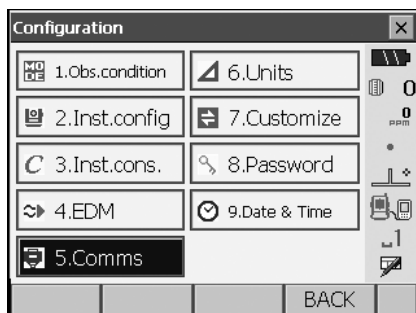 Configuration
MODE 1.Obs.condition
6.Units
2.Inst.config
7.Customize
0
C 3.Inst.cons.
8.Password
0
PPM
4.EDM
9.Date & Time
5.Comms
1
BACK